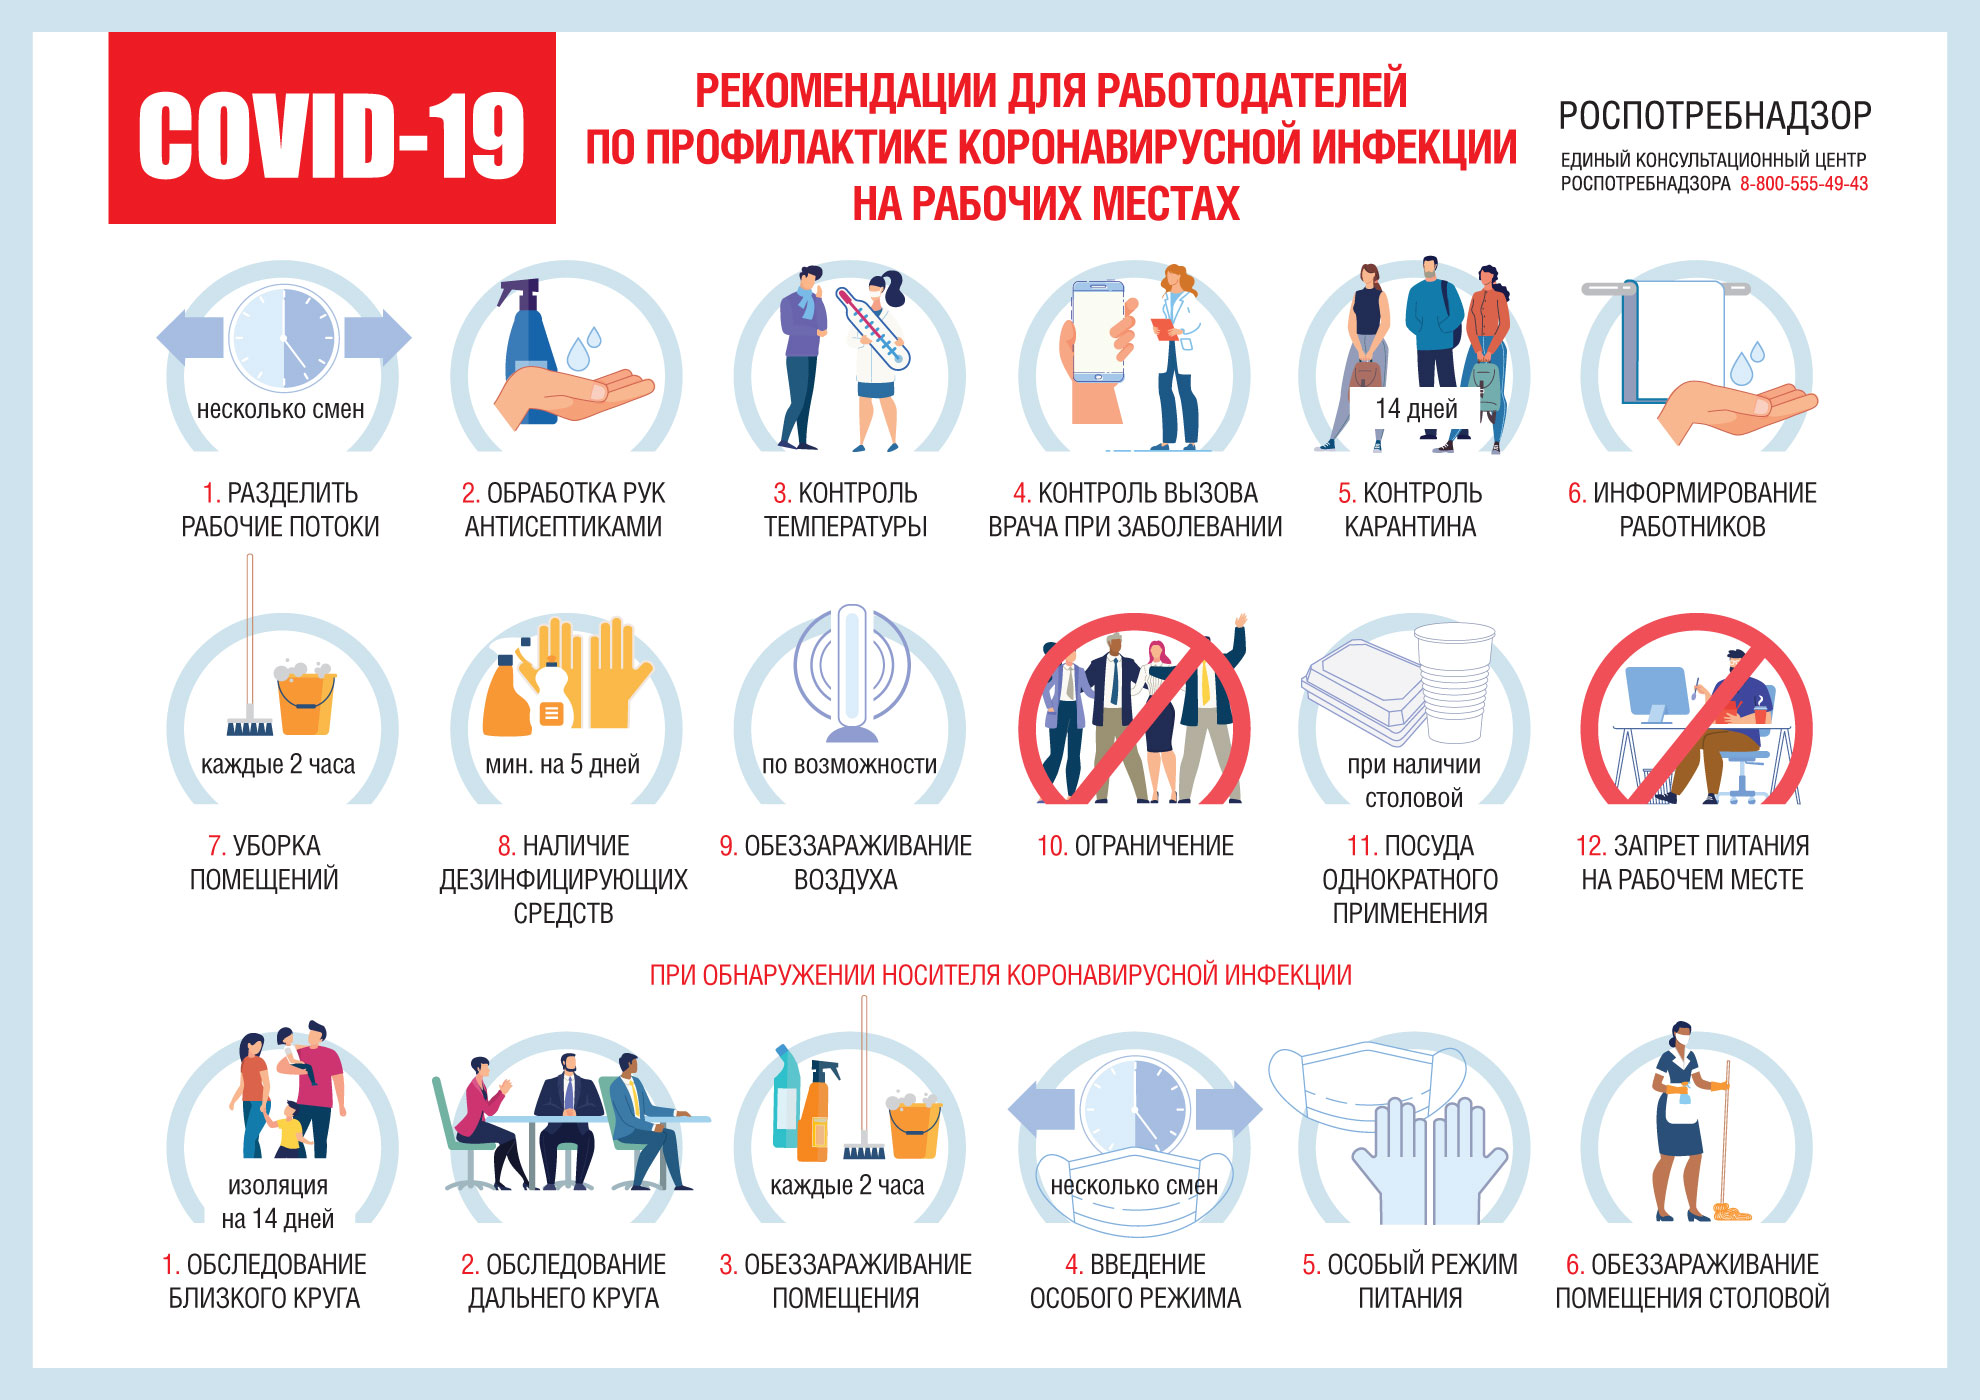 COVID-19
РЕКОМЕНДАЦИИ ДЛЯ РАБОТОДАТЕЛЕЙ
ПО ПРОФИЛАКТИКЕ КОРОНАВИРУСНОЙ ИНФЕКЦИИ
НА РАБОЧИХ МЕСТАХ
РОСПОТРЕБНАДЗОР
ЕДИНЫЙ КОНСУЛЬТАЦИОННЫЙ ЦЕНТР
РОСПОТРЕБНАДЗОРА 8-800-555-49-43
несколько смен
1. РАЗДЕЛИТЬ
РАБОЧИЕ ПОТОКИ
2. ОБРАБОТКА РУК
АНТИСЕПТИКАМИ
3. КОНТРОЛЬ
ТЕМПЕРАТУРЫ
4. КОНТРОЛЬ ВЫЗОВА
ВРАЧА ПРИ ЗАБОЛЕВАНИИ
14 дней
5. КОНТРОЛЬ
КАРАНТИНА
6. ИНФОРМИРОВАНИЕ
РАБОТНИКОВ
каждые 2 часа
7. УБОРКА
ПОМЕЩЕНИЙ
мин. на 5 дней
8. НАЛИЧИЕ
ДЕЗИНФИЦИРУЮЩИХ
СРЕДСТВ
по возможности
9. ОБЕЗЗАРАЖИВАНИЕ
ВОЗДУХА
10. ОГРАНИЧЕНИЕ
при наличии
столовой
11. ПОСУДА
ОДНОКРАТНОГО
ПРИМЕНЕНИЯ
12. ЗАПРЕТ ПИТАНИЯ
НА РАБОЧЕМ МЕСТЕ
ПРИ ОБНАРУЖЕНИИ НОСИТЕЛЯ КОРОНАВИРУСНОЙ ИНФЕКЦИИ
изоляция
на 14 дней
1. ОБСЛЕДОВАНИЕ
БЛИЗКОГО КРУГА
2. ОБСЛЕДОВАНИЕ
ДАЛЬНЕГО КРУГА
каждые 2 часа
3. ОБЕЗЗАРАЖИВАНИЕ
ПОМЕЩЕНИЯ
несколько смен
4. ВВЕДЕНИЕ
ОСОБОГО РЕЖИМА
5. ОСОБЫЙ РЕЖИМ
ПИТАНИЯ
6. ОБЕЗЗАРАЖИВАНИЕ
ПОМЕЩЕНИЯ СТОЛОВОЙ